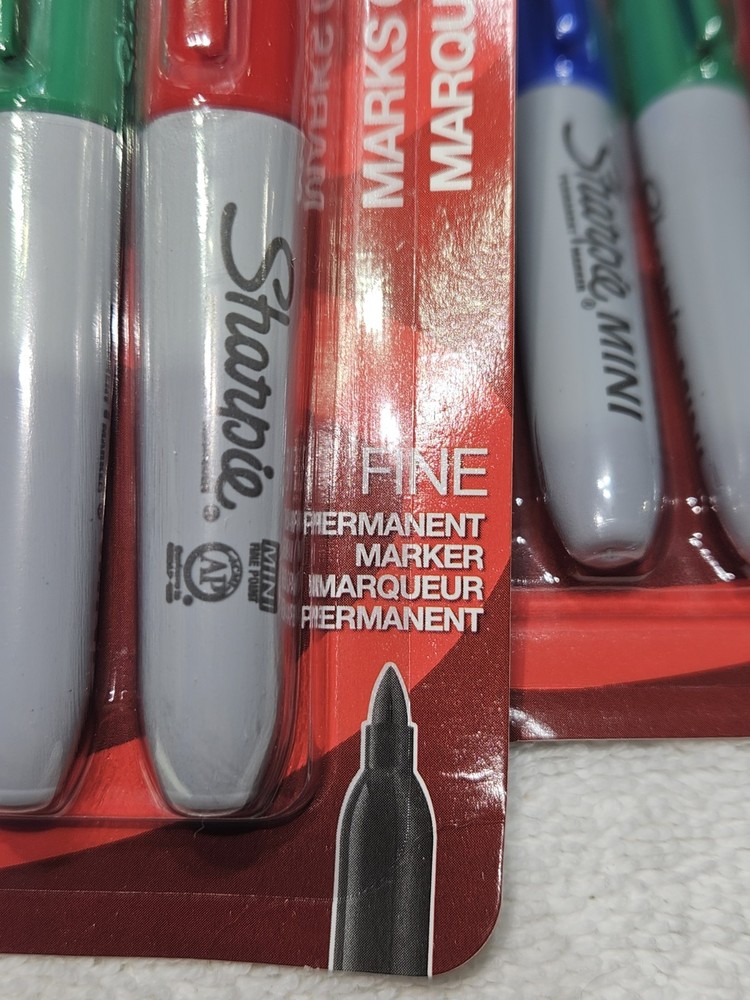 MARKS
MARQU
Sharpie
MINI
FINE POINT
AP
FINE
PERMANENT
MARKER
MARQUEUR
PERMANENT
Sharpie MINI